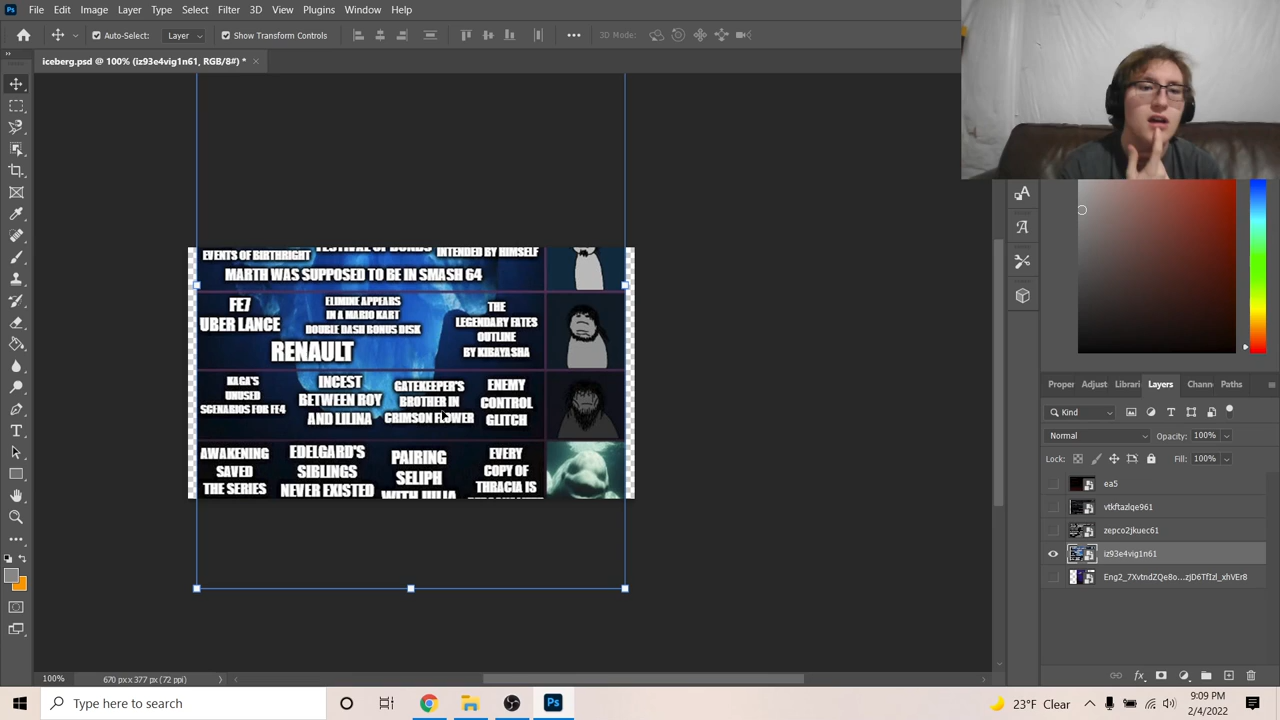 File Edit Image Layer Type Select Filter 3D View Plugins Window Help
Auto-Select: Layer Show Transform Controls 3D Mode:
iceberg.psd @ 100% (iz93e4vig1n61, RGB/8#) *
EVENTS OF BIRTHRIGHT
FESTIVAL OF BONDS
INTENDED BY HIMSELF
MARTH WAS SUPPOSED TO BE IN SMASH 64
FE7
UBER LANCE
ELIMINE APPEARS
IN A MARIO KART
DOUBLE DASH BONUS DISK
RENAULT
THE
LEGENDARY FATES
OUTLINE
BY KIBAYASHA
KAGA'S
UNUSED
SCENARIOS FOR FE4
INCEST
BETWEEN ROY
AND LILINA
GATEKEEPER'S
BROTHER IN
CRIMSON FLOWER
ENEMY
CONTROL
GLITCH
AWAKENING
SAVED
THE SERIES
EDELGARD'S
SIBLINGS
NEVER EXISTED
PAIRING
SELIPH
WITH JULIA
EVERY
COPY OF
THRACIA IS
Proper Adjust Librari Layers Chann Paths
Kind
Normal Opacity: 100%
Lock: Fill: 100%
ea5
vtkftazlqe961
zepco2jkuec61
iz93e4vig1n61
Eng2_7XvtndZQe8o...zjD6TfIzl_xhVEr8
100% 670 px x 377 px (72 ppi)
Type here to search
23°F Clear
9:09 PM
2/4/2022
Ps